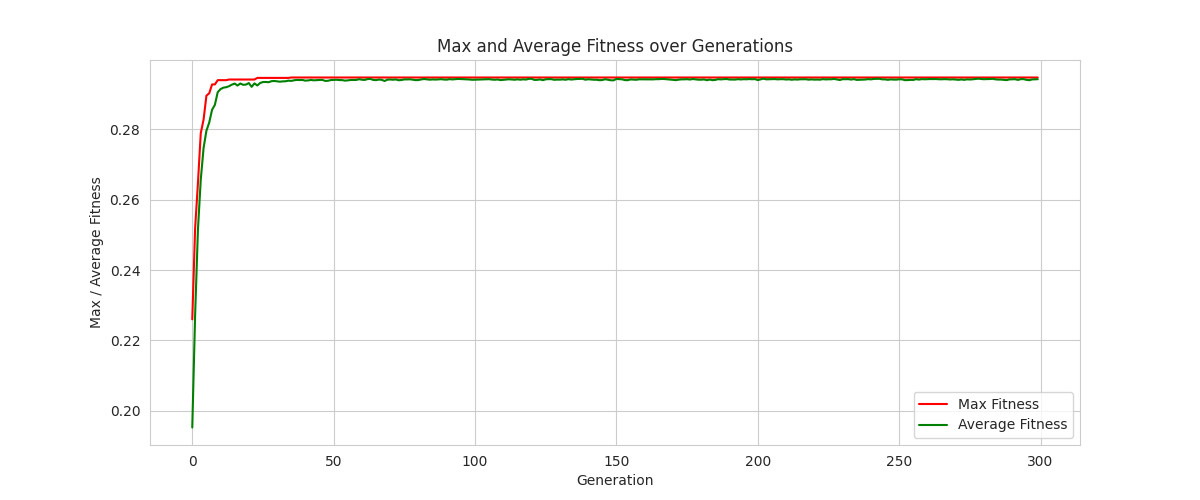 Max and Average Fitness over Generations
Max / Average Fitness
0.28
0.26
0.24
0.22
0.20
0
50
100
150
200
250
300
Generation
Max Fitness
Average Fitness